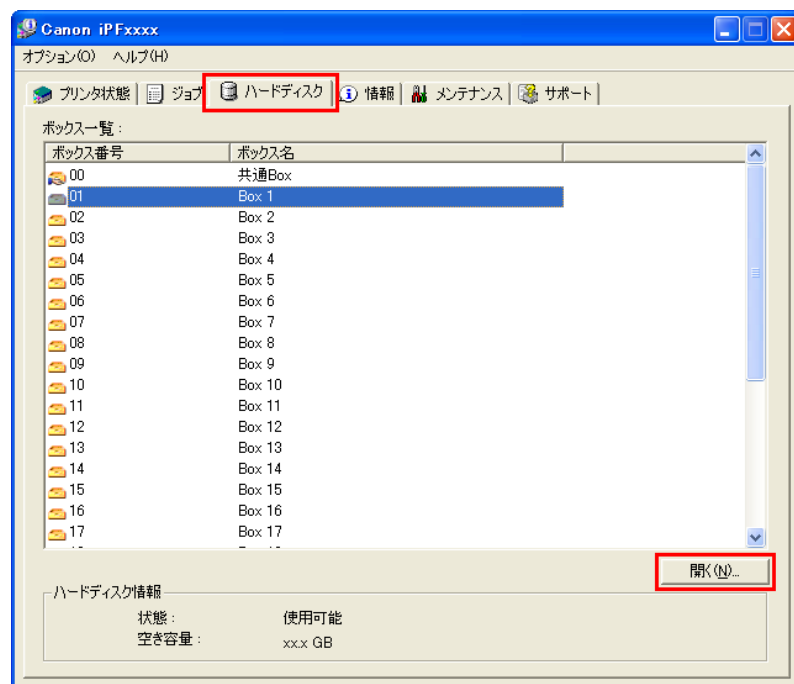 Canon iPFxxxx
オプション(O) ヘルプ(H)
プリンタ状態 ジョブ ハードディスク 情報 メンテナンス サポート
ボックス一覧：
ボックス番号 ボックス名
00 共通Box
01 Box 1
02 Box 2
03 Box 3
04 Box 4
05 Box 5
06 Box 6
07 Box 7
08 Box 8
09 Box 9
10 Box 10
11 Box 11
12 Box 12
13 Box 13
14 Box 14
15 Box 15
16 Box 16
17 Box 17
開く(N)...
ハードディスク情報
状態： 使用可能
空き容量： xx.x GB